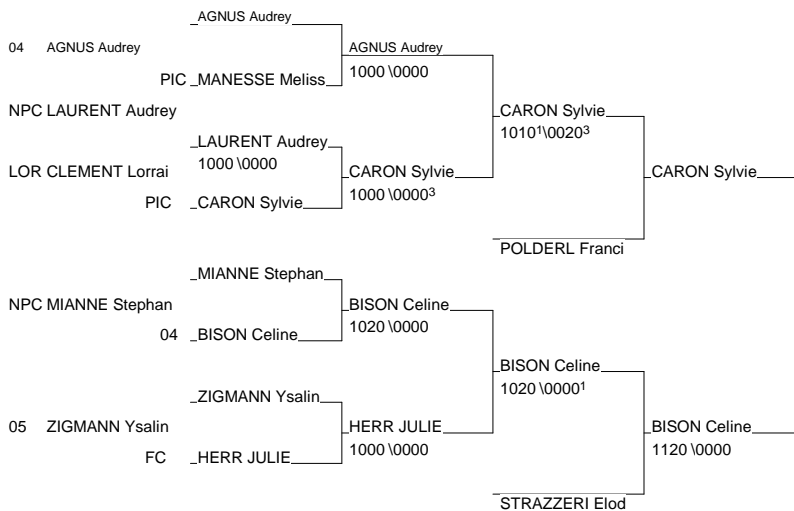 AGNUS Audrey
04 AGNUS Audrey
AGNUS Audrey
1000 \0000
PIC MANESSE Meliss
NPC LAURENT Audrey
CARON Sylvie
1010¹\0020³
LAURENT Audrey
1000 \0000
LOR CLEMENT Lorrai
CARON Sylvie
1000 \0000³
CARON Sylvie
PIC CARON Sylvie
POLDERL Franci
MIANNE Stephan
NPC MIANNE Stephan
BISON Celine
1020 \0000
04 BISON Celine
BISON Celine
1020 \0000¹
ZIGMANN Ysalin
05 ZIGMANN Ysalin
HERR JULIE
1000 \0000
BISON Celine
1120 \0000
FC HERR JULIE
STRAZZERI Elod